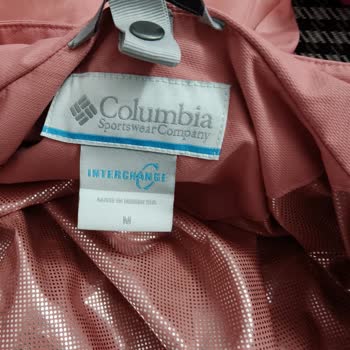 Columbia
Sportswear Company
INTERCHANGE
M